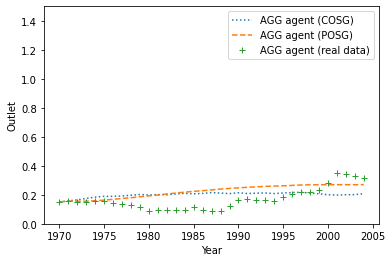 AGG agent (COSG)
AGG agent (POSG)
AGG agent (real data)
1.4
1.2
1.0
0.8
0.6
0.4
0.2
0.0
Outlet
1970 1975 1980 1985 1990 1995 2000 2005
Year